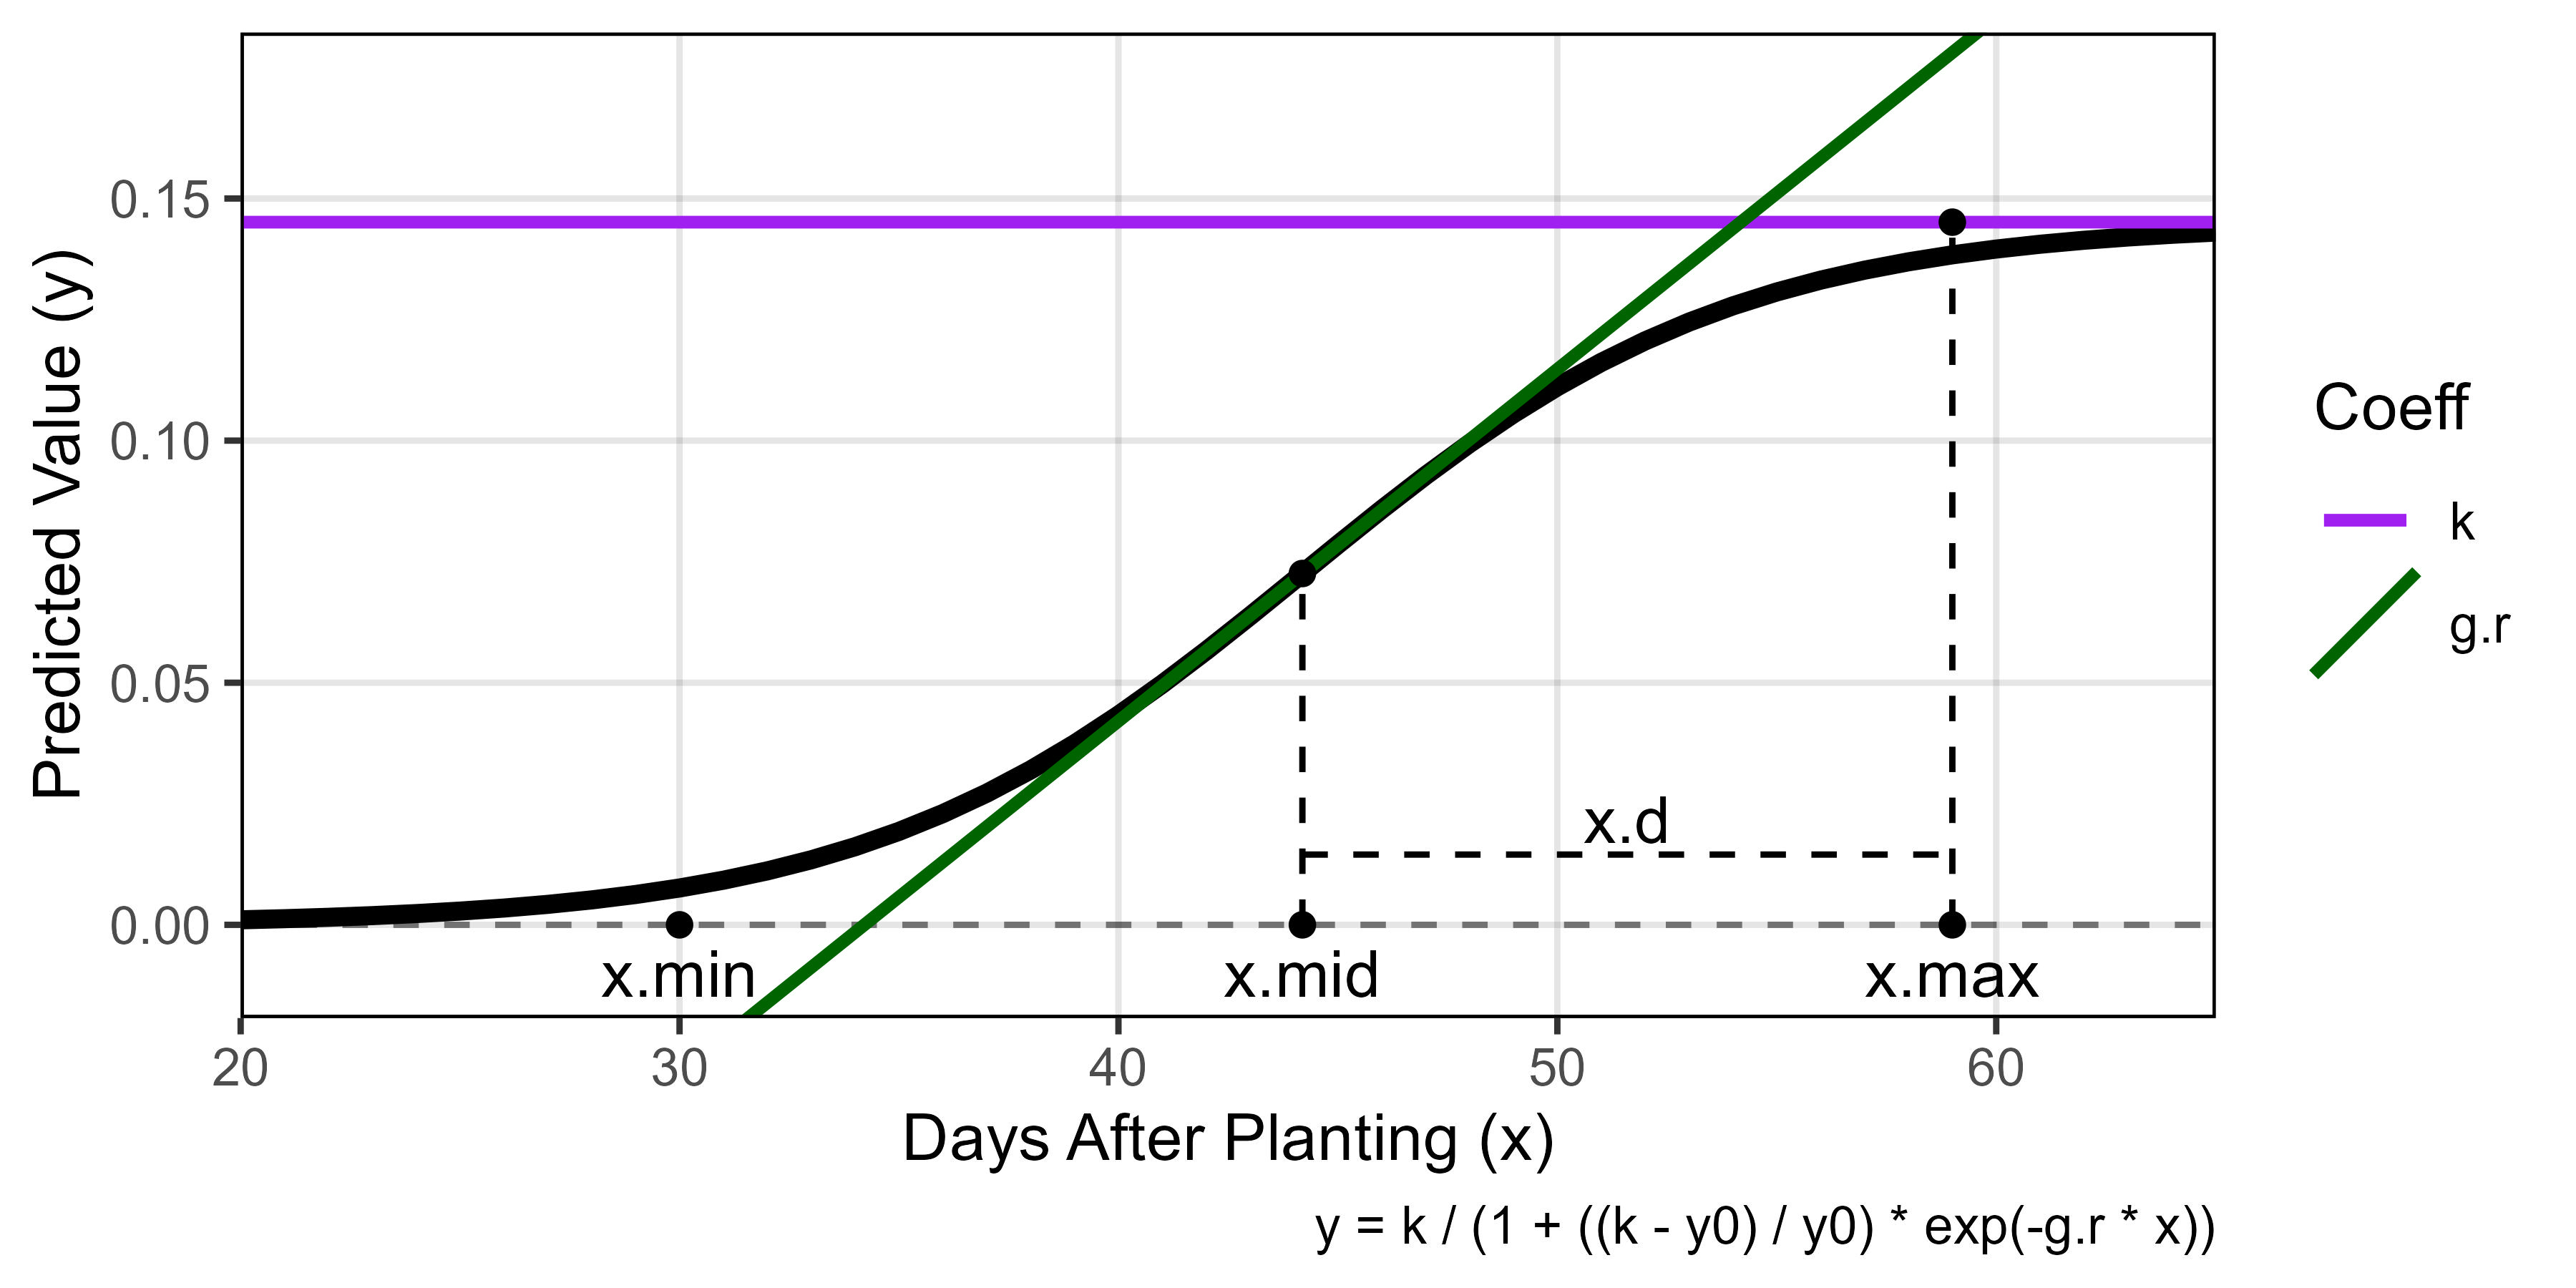 0.15
0.10
0.05
0.00
Predicted Value (y)
x.d
x.min
x.mid
x.max
20
30
40
50
60
Days After Planting (x)
y = k / (1 + ((k - y0) / y0) * exp(-g.r * x))
Coeff
k
g.r